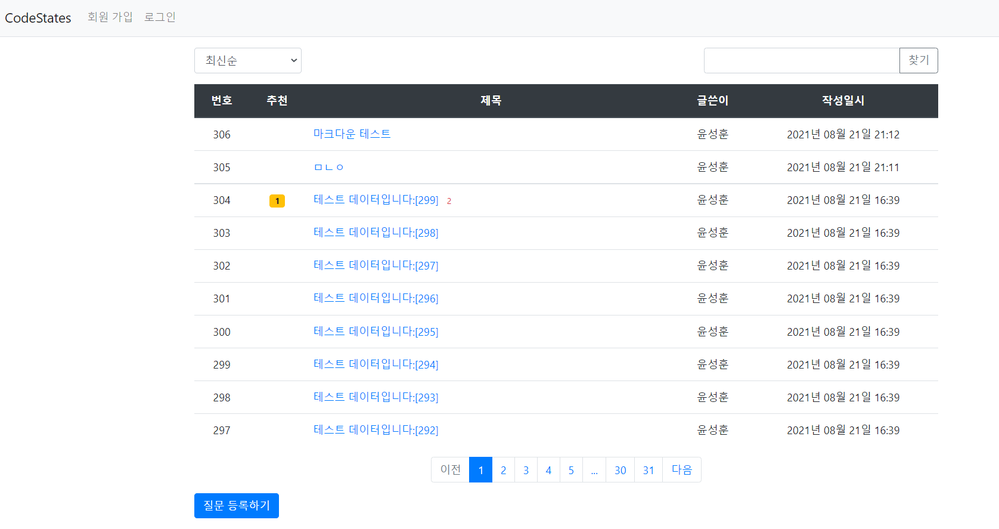 CodeStates 회원 가입 로그인
최신순 찾기
번호 추천 제목 글쓴이 작성일시
306 마크다운 테스트 윤성훈 2021년 08월 21일 21:12
305 ㅁㄴㅇ 윤성훈 2021년 08월 21일 21:11
304 1 테스트 데이터입니다:[299] 2 윤성훈 2021년 08월 21일 16:39
303 테스트 데이터입니다:[298] 윤성훈 2021년 08월 21일 16:39
302 테스트 데이터입니다:[297] 윤성훈 2021년 08월 21일 16:39
301 테스트 데이터입니다:[296] 윤성훈 2021년 08월 21일 16:39
300 테스트 데이터입니다:[295] 윤성훈 2021년 08월 21일 16:39
299 테스트 데이터입니다:[294] 윤성훈 2021년 08월 21일 16:39
298 테스트 데이터입니다:[293] 윤성훈 2021년 08월 21일 16:39
297 테스트 데이터입니다:[292] 윤성훈 2021년 08월 21일 16:39
이전 1 2 3 4 5 ... 30 31 다음
질문 등록하기